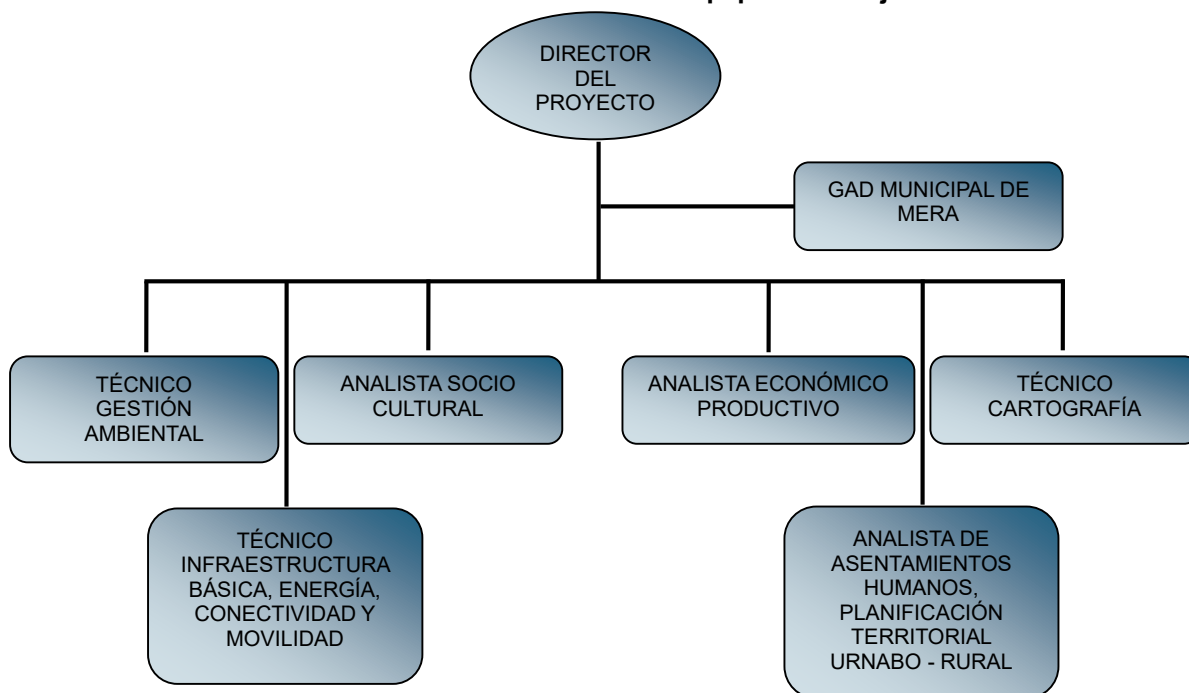 DIRECTOR
DEL
PROYECTO
GAD MUNICIPAL DE
MERA
TÉCNICO
GESTIÓN
AMBIENTAL
ANALISTA SOCIO
CULTURAL
ANALISTA ECONÓMICO
PRODUCTIVO
TÉCNICO
CARTOGRAFÍA
TÉCNICO
INFRAESTRUCTURA
BÁSICA, ENERGÍA,
CONECTIVIDAD Y
MOVILIDAD
ANALISTA DE
ASENTAMIENTOS
HUMANOS,
PLANIFICACIÓN
TERRITORIAL
URNABO - RURAL